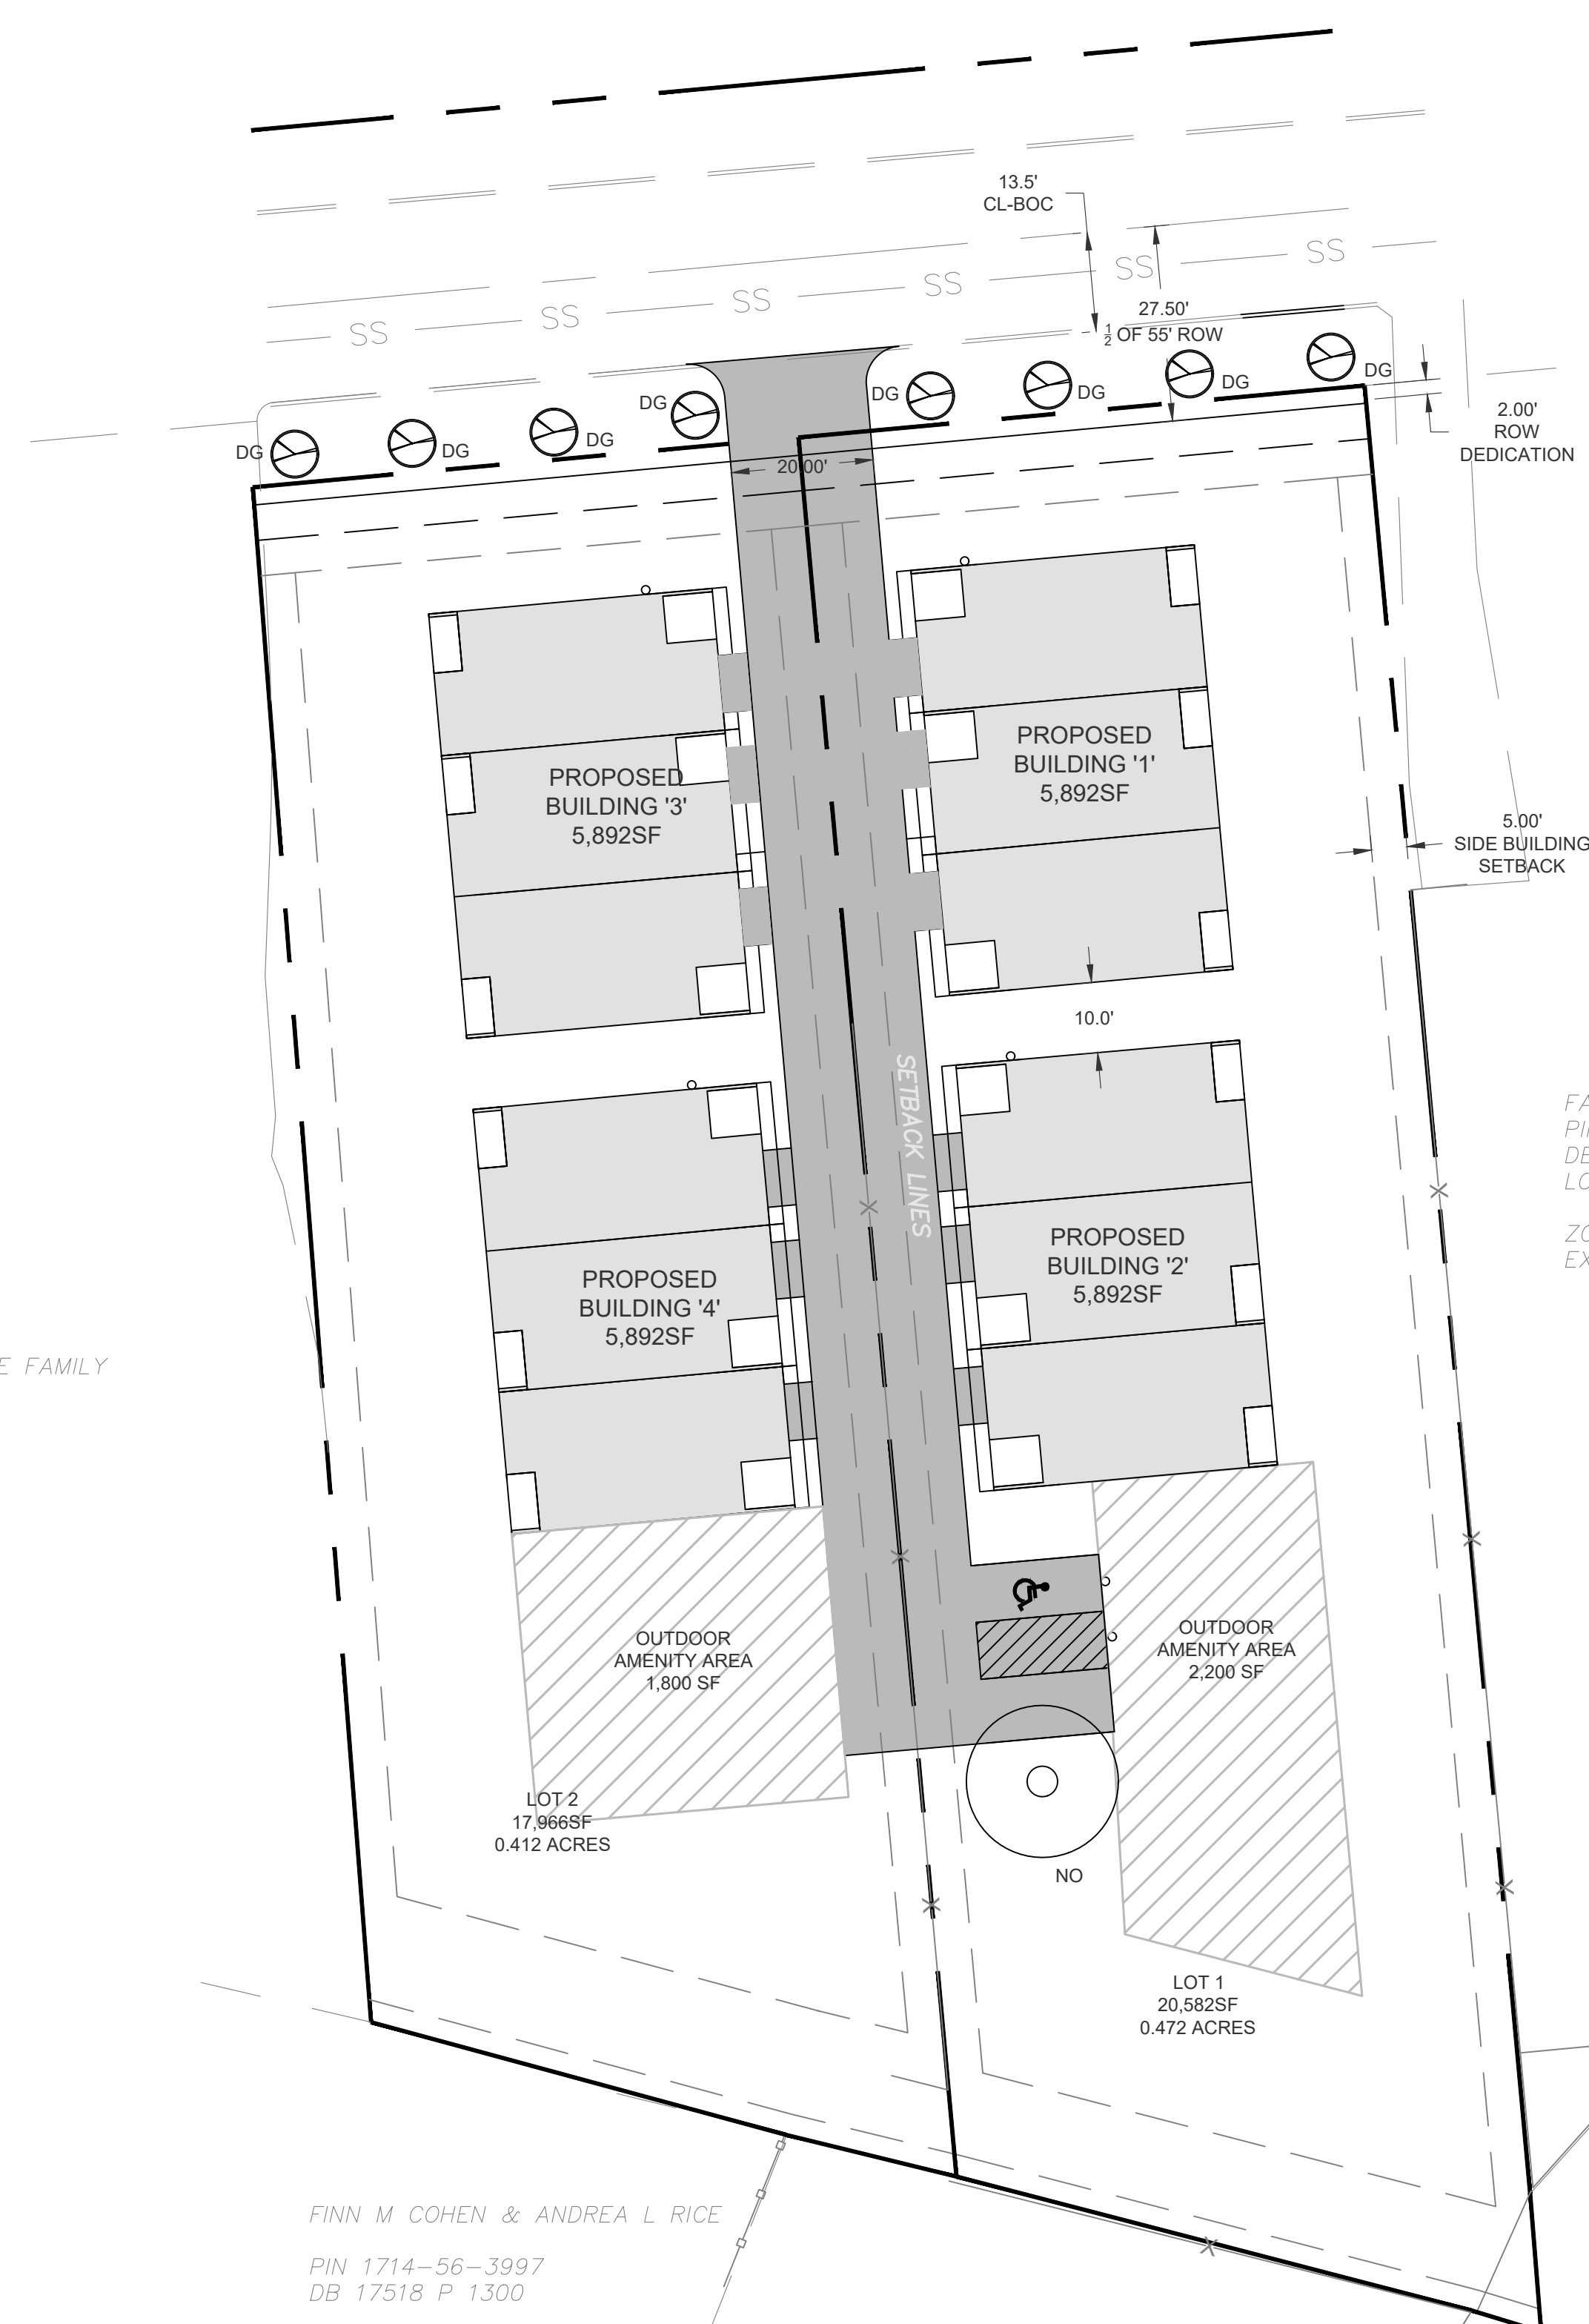 13.5'
CL-BOC
SS SS SS SS SS SS
27.50'
1/2 OF 55' ROW
DG DG DG DG DG DG DG DG
2.00'
ROW
DEDICATION
20.00'
PROPOSED
BUILDING '1'
5,892SF
PROPOSED
BUILDING '3'
5,892SF
5.00'
SIDE BUILDING
SETBACK
10.0'
SETBACK LINES
PROPOSED
BUILDING '2'
5,892SF
PROPOSED
BUILDING '4'
5,892SF
E FAMILY
OUTDOOR
AMENITY AREA
1,800 SF
OUTDOOR
AMENITY AREA
2,200 SF
LOT 2
17,966SF
0.412 ACRES
NO
LOT 1
20,582SF
0.472 ACRES
FINN M COHEN & ANDREA L RICE
PIN 1714-56-3997
DB 17518 P 1300